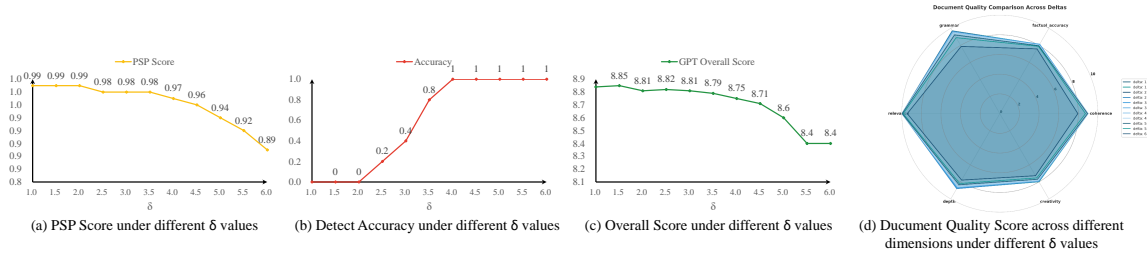 PSP Score
1.0
1.0
1.0
1.0
0.9
0.9
0.9
0.9
0.8
0.99 0.99 0.99 0.98 0.98 0.98 0.97 0.96 0.94 0.92 0.89
1.0 1.5 2.0 2.5 3.0 3.5 4.0 4.5 5.0 5.5 6.0
δ
(a) PSP Score under different δ values
Accuracy
1.0
0.8
0.6
0.4
0.2
0.0
0 0 0.2 0.4 0.8 1 1 1 1 1
1.0 1.5 2.0 2.5 3.0 3.5 4.0 4.5 5.0 5.5 6.0
δ
(b) Detect Accuracy under different δ values
GPT Overall Score
8.9
8.8
8.7
8.6
8.5
8.4
8.3
8.2
8.1
8.85 8.81 8.82 8.81 8.79 8.75 8.71 8.6 8.4 8.4
1.0 1.5 2.0 2.5 3.0 3.5 4.0 4.5 5.0 5.5 6.0
δ
(c) Overall Score under different δ values
Document Quality Comparison Across Deltas
grammar
factual_accuracy
10
8
coherance
creativity
depth
(d) Ducument Quality Score across different
dimensions under different δ values